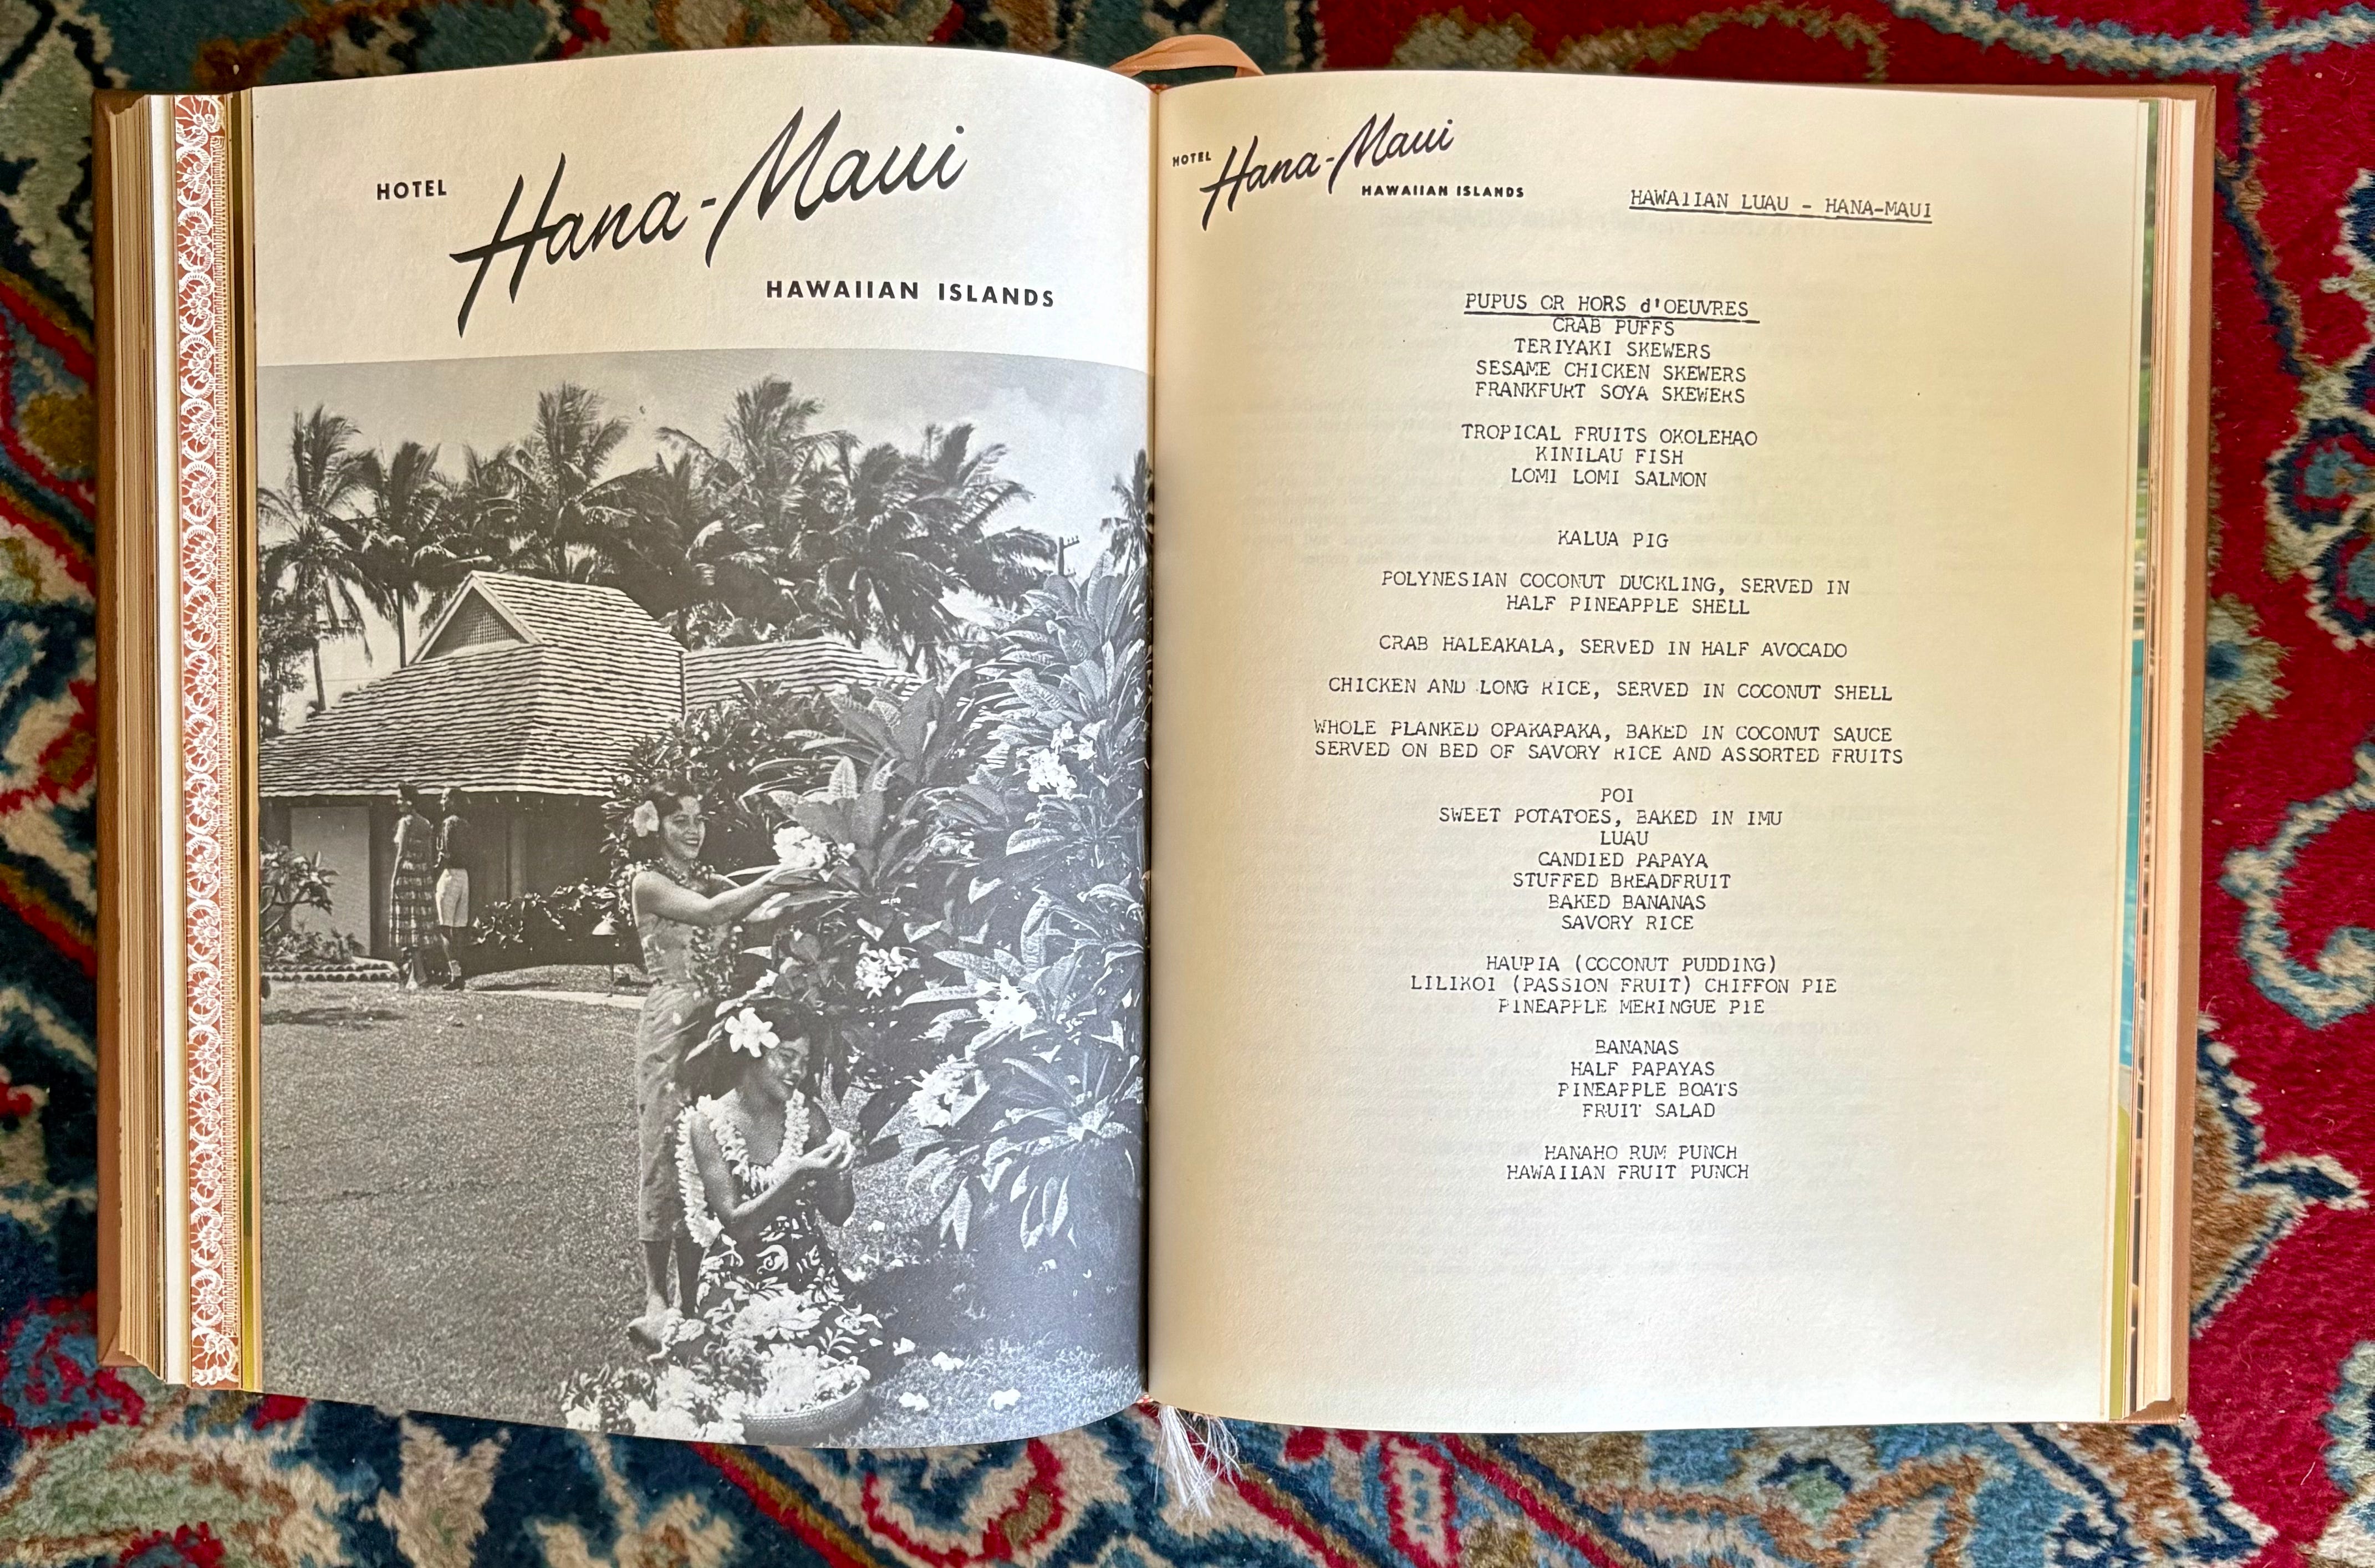 HOTEL
Hana-Maui
HAWAIIAN ISLANDS
HOTEL
Hana-Maui
HAWAIIAN ISLANDS
HAWAIIAN LUAU - HANA-MAUI
PUPUS OR HORS d'OEUVRES
CRAB PUFFS
TERIYAKI SKEWERS
SESAME CHICKEN SKEWERS
FRANKFURT SOYA SKEWERS
TROPICAL FRUITS OKOLEHAO
KINILAU FISH
LOMI LOMI SALMON
KALUA PIG
POLYNESIAN COCONUT DUCKLING, SERVED IN
HALF PINEAPPLE SHELL
CRAB HALEAKALA, SERVED IN HALF AVOCADO
CHICKEN AND LONG RICE, SERVED IN COCONUT SHELL
WHOLE PLANKED OPAKAPAKA, BAKED IN COCONUT SAUCE
SERVED ON BED OF SAVORY RICE AND ASSORTED FRUITS
POI
SWEET POTATOES, BAKED IN IMU
LUAU
CANDIED PAPAYA
STUFFED BREADFRUIT
BAKED BANANAS
SAVORY RICE
HAUPIA (COCONUT PUDDING)
LILIKOI (PASSION FRUIT) CHIFFON PIE
PINEAPPLE MERINGUE PIE
BANANAS
HALF PAPAYAS
PINEAPPLE BOATS
FRUIT SALAD
HANAHO RUM PUNCH
HAWAIIAN FRUIT PUNCH